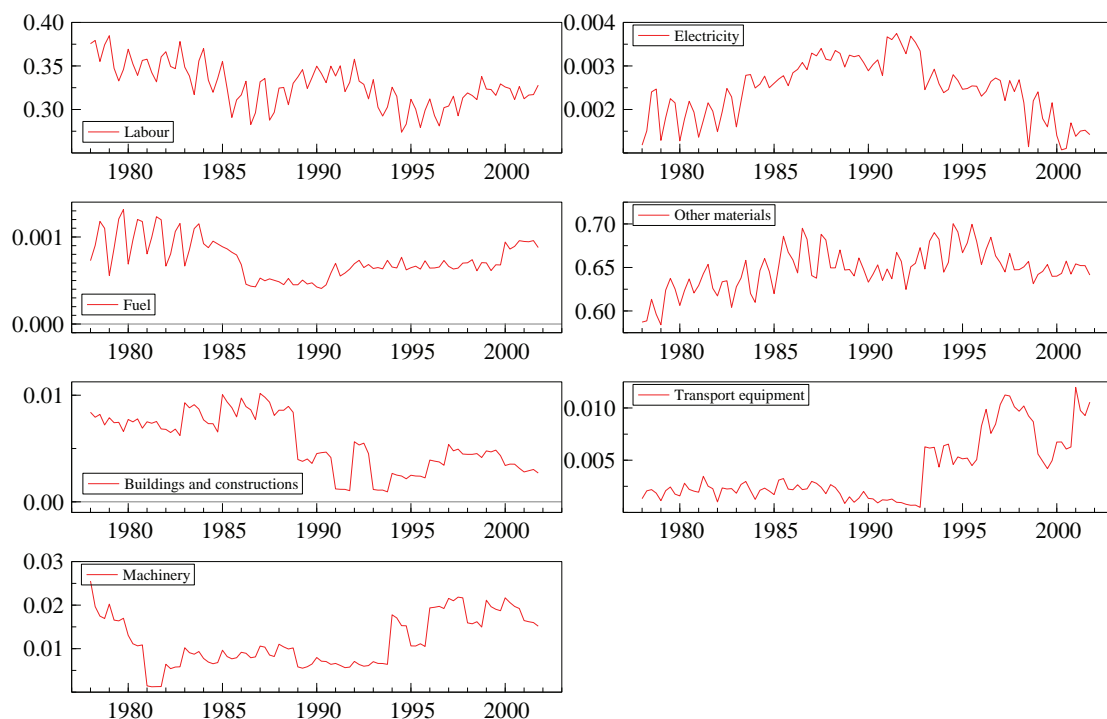 0.40
0.35
0.30
Labour
1980 1985 1990 1995 2000
0.004
0.002
Electricity
1980 1985 1990 1995 2000
0.001
0.000
Fuel
1980 1985 1990 1995 2000
0.70
0.65
0.60
Other materials
1980 1985 1990 1995 2000
0.01
0.00
Buildings and constructions
1980 1985 1990 1995 2000
0.010
0.005
Transport equipment
1980 1985 1990 1995 2000
0.03
0.02
0.01
Machinery
1980 1985 1990 1995 2000